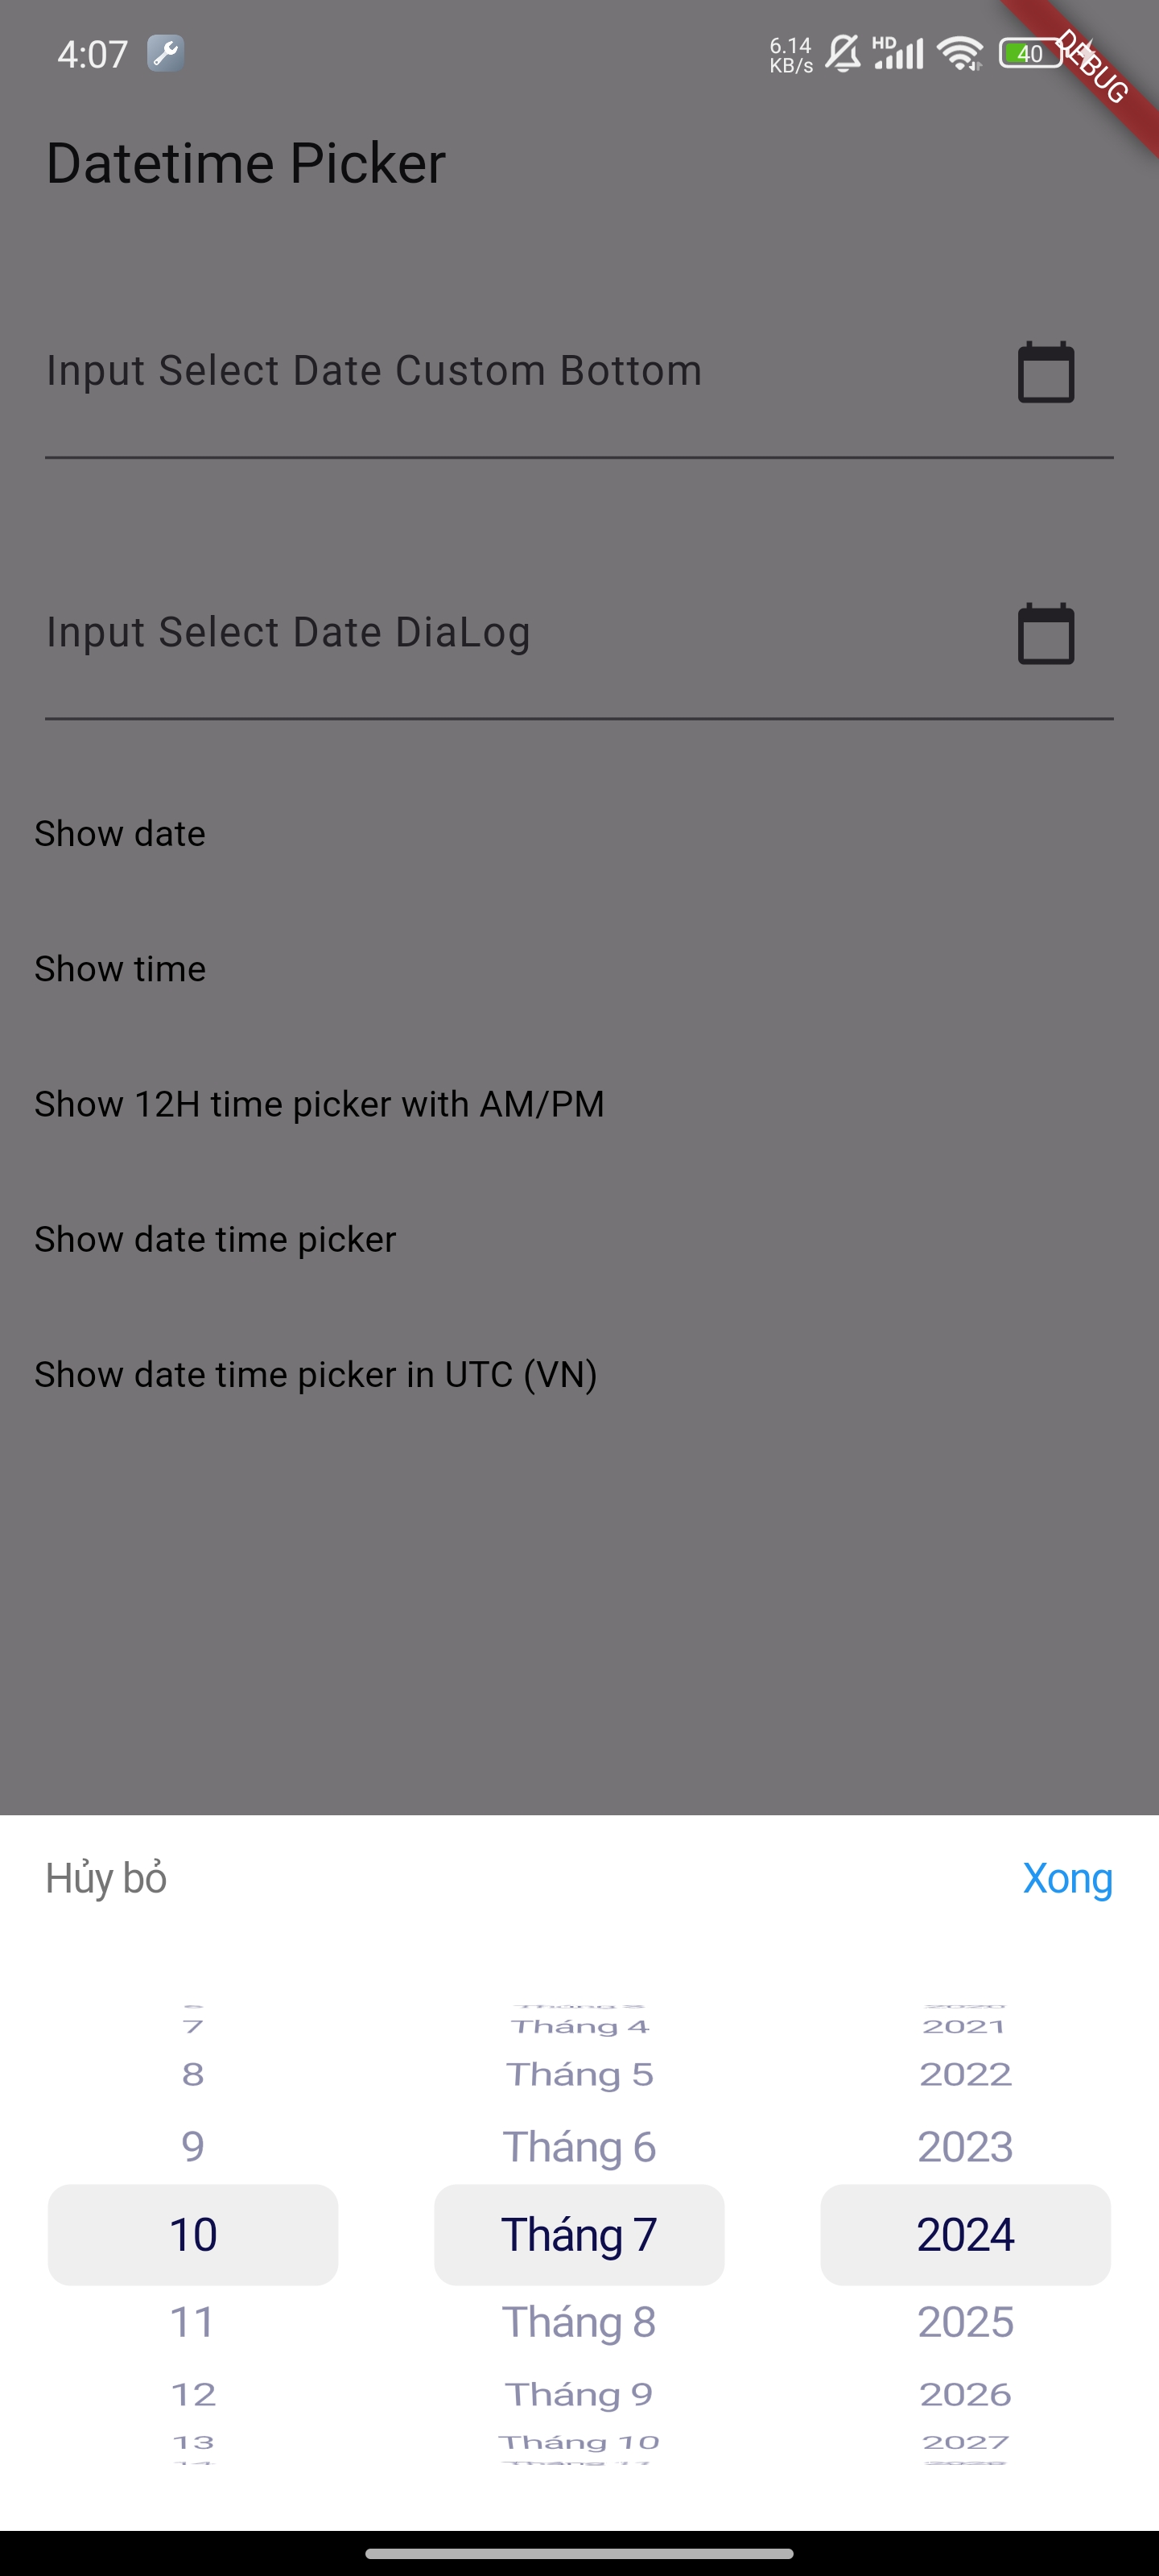 4:07
6.14 KB/s HD 40
DEBUG
Datetime Picker
Input Select Date Custom Bottom
Input Select Date DiaLog
Show date
Show time
Show 12H time picker with AM/PM
Show date time picker
Show date time picker in UTC (VN)
Hủy bỏ Xong
7 Tháng 4 2021
8 Tháng 5 2022
9 Tháng 6 2023
10 Tháng 7 2024
11 Tháng 8 2025
12 Tháng 9 2026
13 Tháng 10 2027